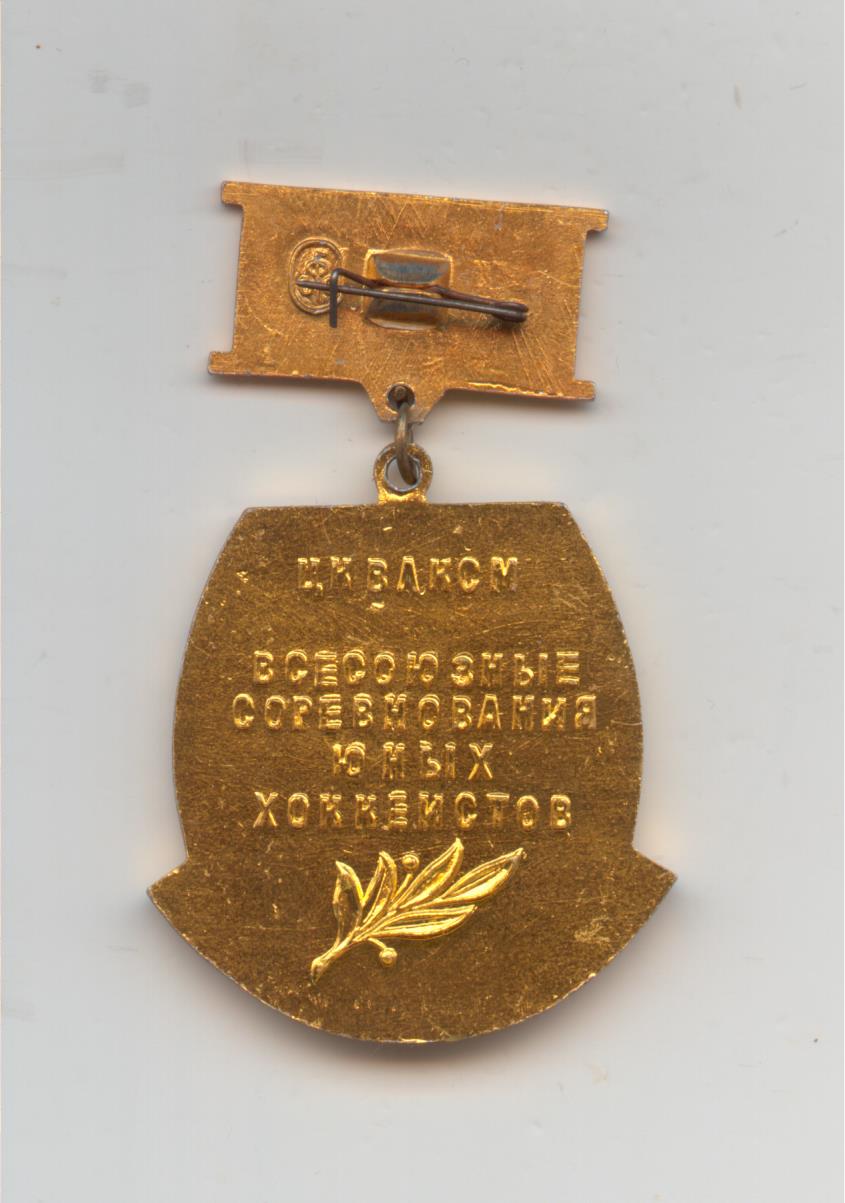 ЦК ВЛКСМ
ВСЕСОЮЗНЫЕ
СОРЕВНОВАНИЯ
ЮНЫХ
ХОККЕИСТОВ